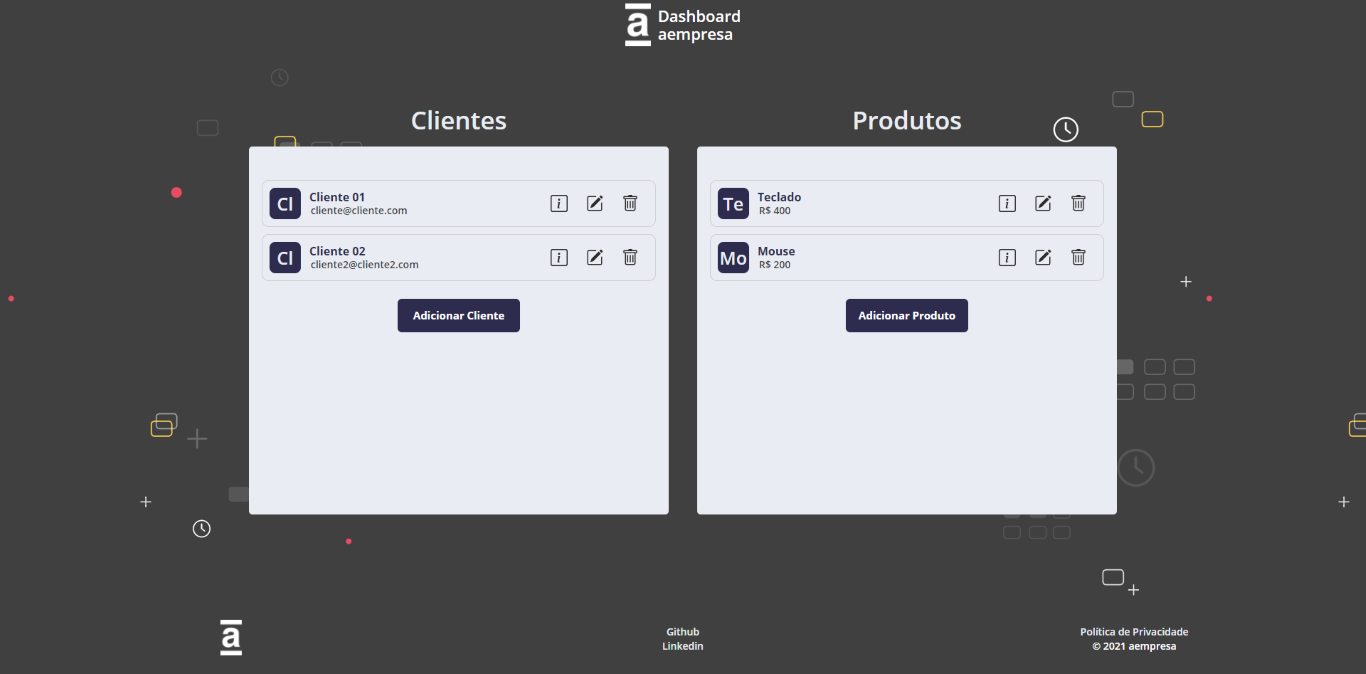 a Dashboard
aempresa
Clientes
Cl Cliente 01
cliente@cliente.com
i
Cl Cliente 02
cliente2@cliente2.com
i
Adicionar Cliente
Produtos
Te Teclado
R$ 400
i
Mo Mouse
R$ 200
i
Adicionar Produto
a
Github
Linkedin
Política de Privacidade
© 2021 aempresa